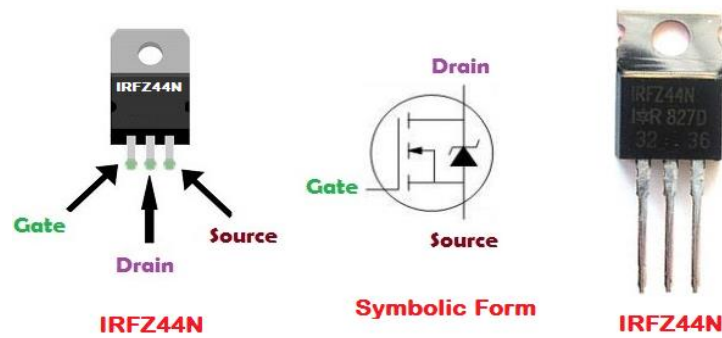 IRFZ44N
Gate
Drain
Source
IRFZ44N
Drain
Gate
Source
Symbolic Form
IRFZ44N
IR 827D
32 36
IRFZ44N